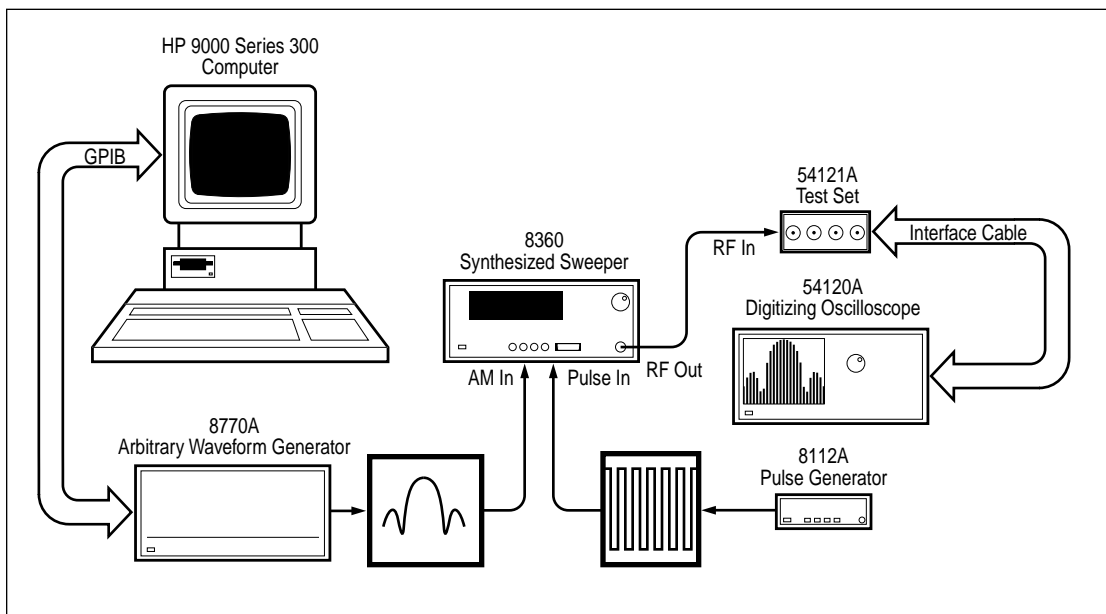 HP 9000 Series 300
Computer
GPIB
54121A
Test Set
Interface Cable
RF In
8360
Synthesized Sweeper
54120A
Digitizing Oscilloscope
AM In
Pulse In
RF Out
8770A
Arbitrary Waveform Generator
8112A
Pulse Generator